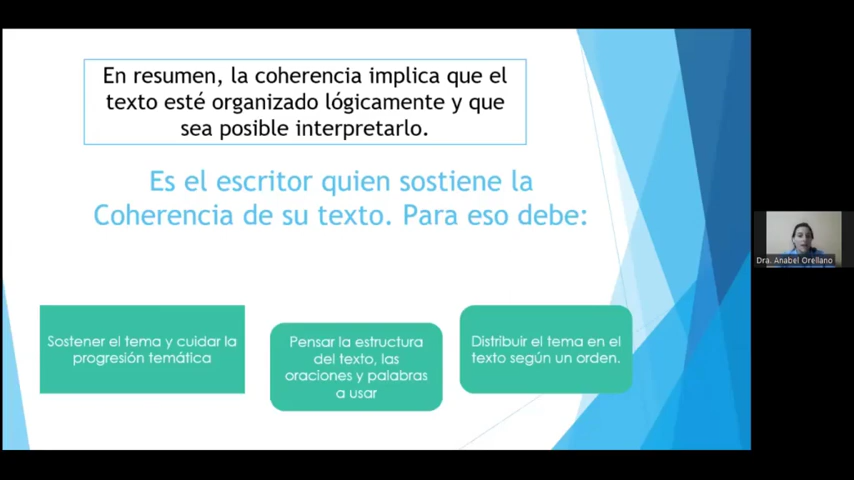 En resumen, la coherencia implica que el
texto esté organizado lógicamente y que
sea posible interpretarlo.
Es el escritor quien sostiene la
Coherencia de su texto. Para eso debe:
Sostener el tema y cuidar la
progresión temática
Pensar la estructura
del texto, las
oraciones y palabras
a usar
Distribuir el tema en el
texto según un orden.
Dra. Anabel Orellano